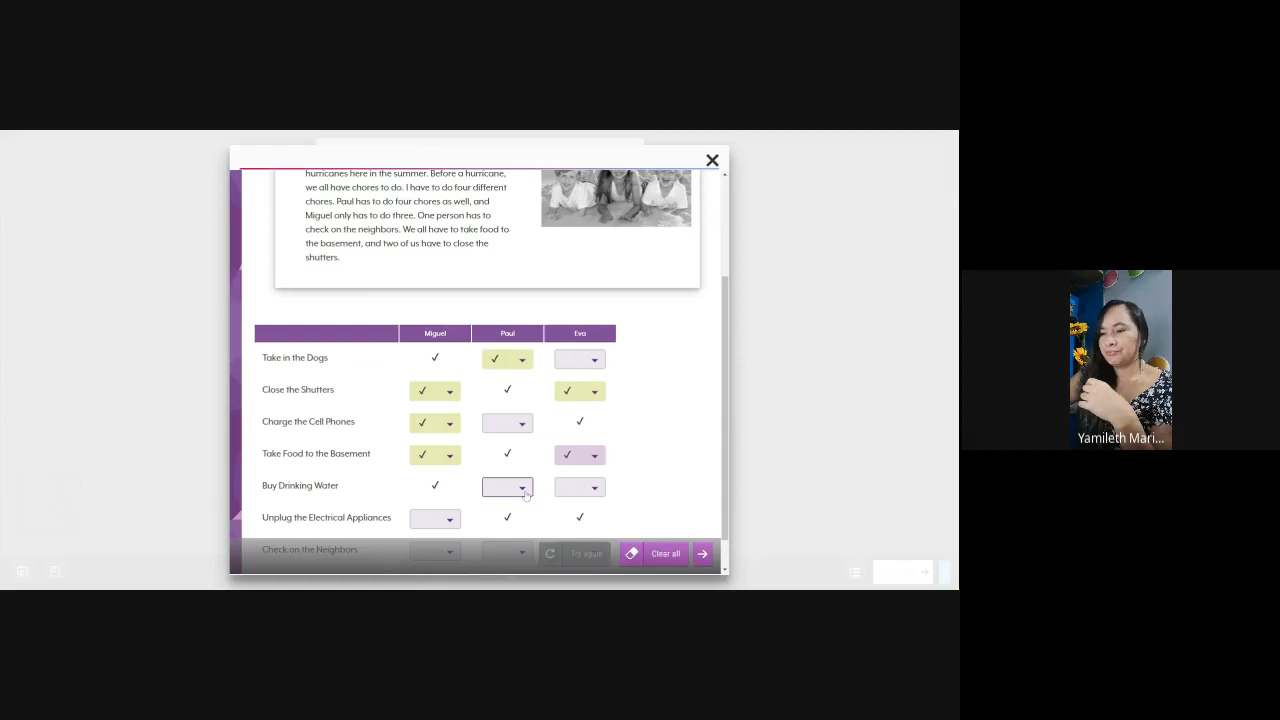 hurricanes here in the summer. Before a hurricane,
we all have chores to do. I have to do four different
chores. Paul has to do four chores as well, and
Miguel only has to do three. One person has to
check on the neighbors. We all have to take food to
the basement, and two of us have to close the
shutters.
Miguel Paul Eva
Take in the Dogs ✓ ✓
Close the Shutters ✓ ✓ ✓
Charge the Cell Phones ✓ ✓
Take Food to the Basement ✓ ✓ ✓
Buy Drinking Water ✓
Unplug the Electrical Appliances ✓ ✓
Check on the Neighbors
Try again Clear all
Yamileth Mari...